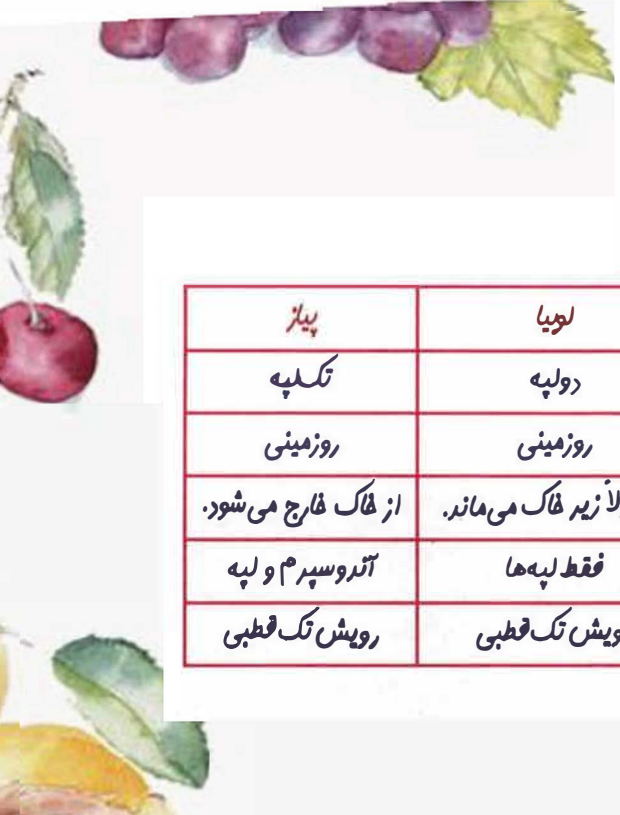 لوبیا پیاز
دولپه تک‌لپه
روزمینی روزمینی
زیر خاک می‌ماند. از خاک خارج می‌شود.
فقط لپه‌ها آندوسپرم و لپه
رویش تک‌قطبی رویش تک‌قطبی